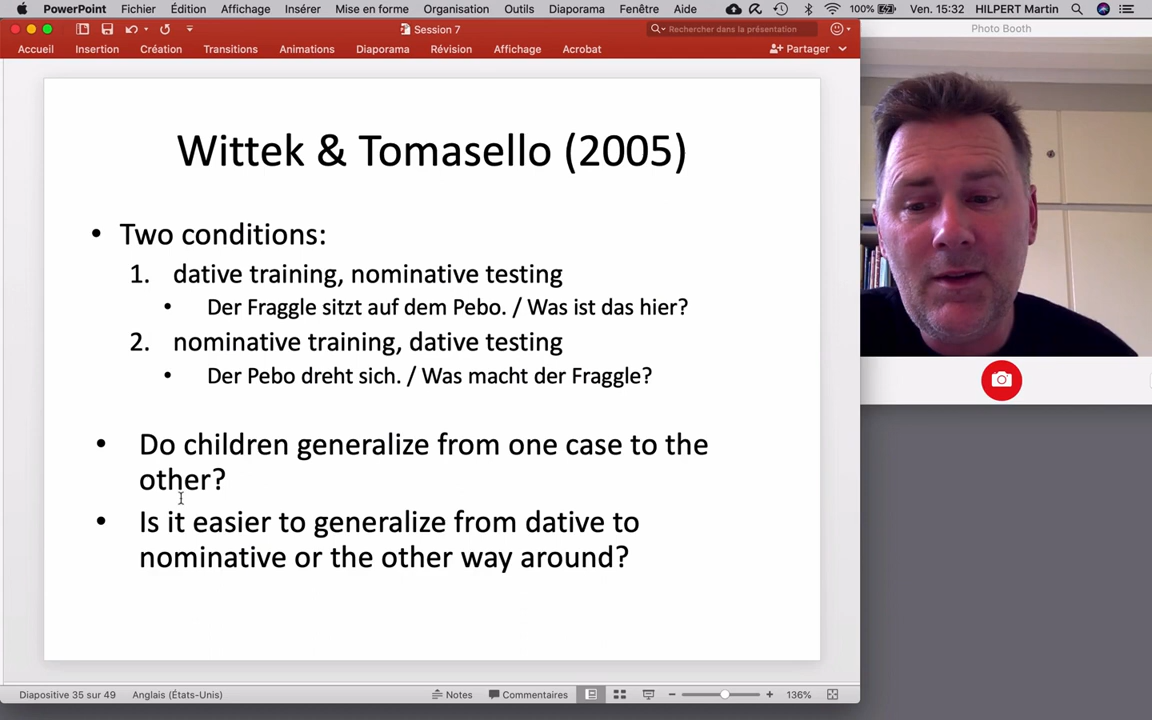 PowerPoint Fichier Édition Affichage Insérer Mise en forme Organisation Outils Diaporama Fenêtre Aide 100% Ven. 15:32 HILPERT Martin
Session 7
Rechercher dans la présentation
Photo Booth
Accueil Insertion Création Transitions Animations Diaporama Révision Affichage Acrobat Partager
Wittek & Tomasello (2005)
• Two conditions:
1. dative training, nominative testing
• Der Fraggle sitzt auf dem Pebo. / Was ist das hier?
2. nominative training, dative testing
• Der Pebo dreht sich. / Was macht der Fraggle?
• Do children generalize from one case to the
other?
• Is it easier to generalize from dative to
nominative or the other way around?
Diapositive 35 sur 49 Anglais (États-Unis) Notes Commentaires 136%